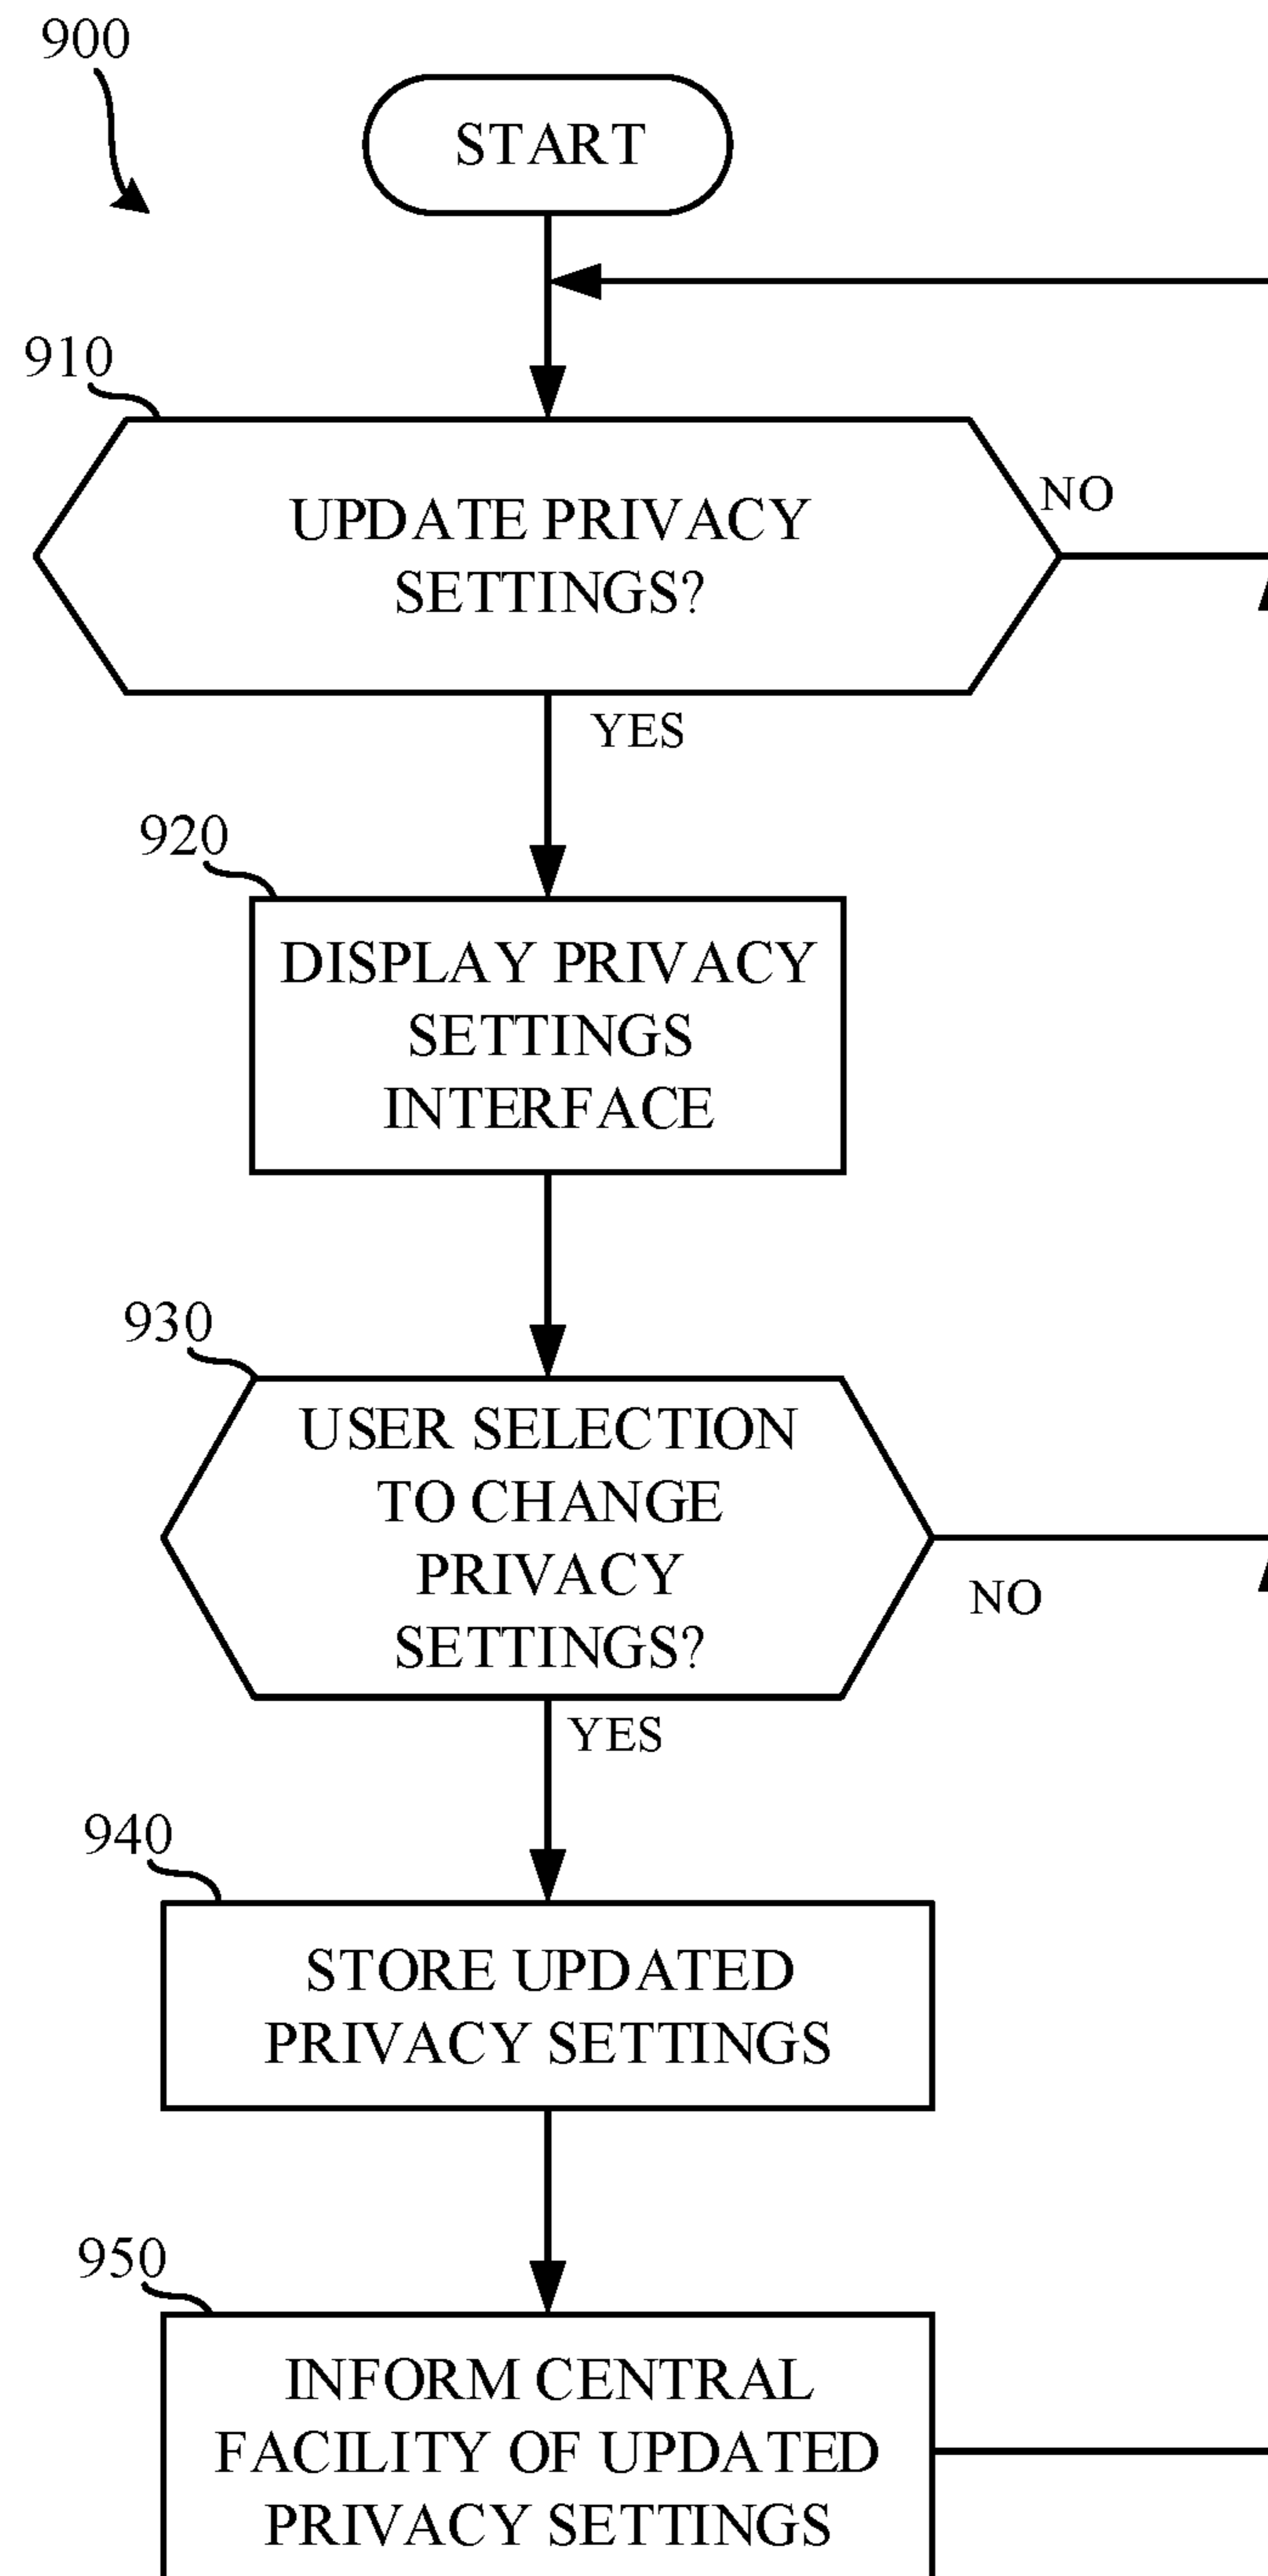 900
START
910
UPDATE PRIVACY
SETTINGS?
NO
YES
920
DISPLAY PRIVACY
SETTINGS
INTERFACE
930
USER SELECTION
TO CHANGE
PRIVACY
SETTINGS?
NO
YES
940
STORE UPDATED
PRIVACY SETTINGS
950
INFORM CENTRAL
FACILITY OF UPDATED
PRIVACY SETTINGS